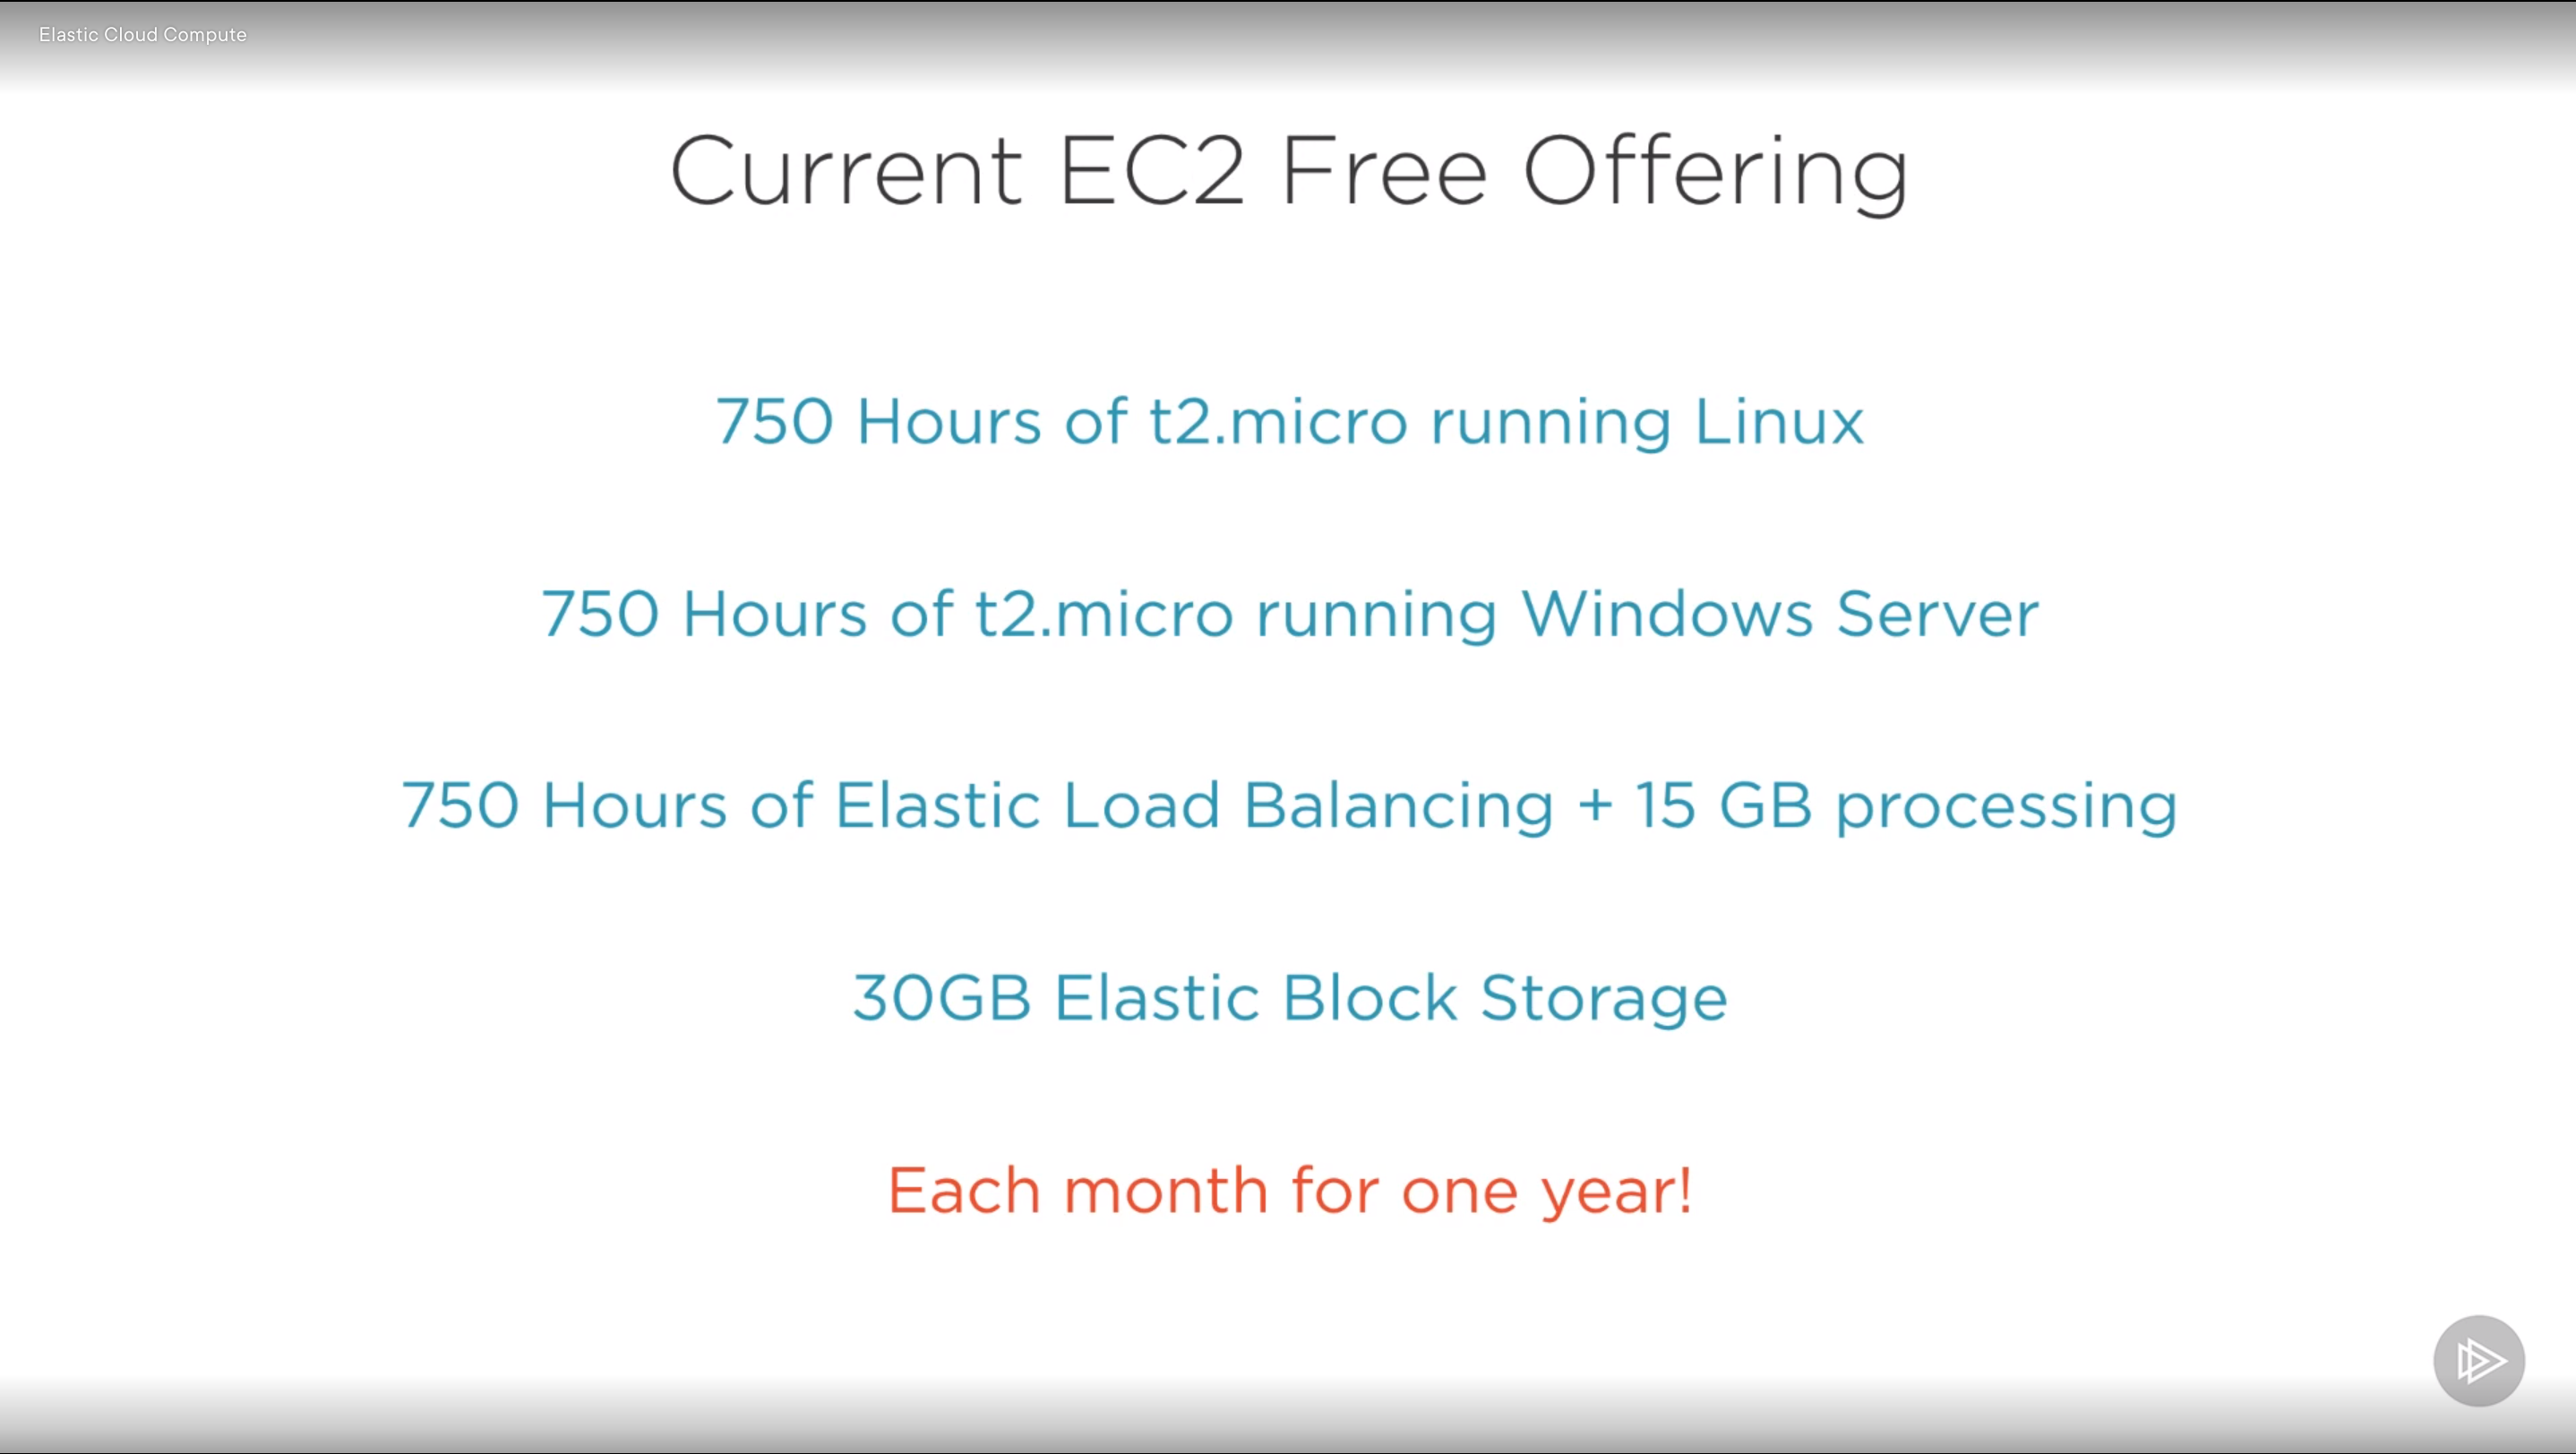 Elastic Cloud Compute
Current EC2 Free Offering
750 Hours of t2.micro running Linux
750 Hours of t2.micro running Windows Server
750 Hours of Elastic Load Balancing + 15 GB processing
30GB Elastic Block Storage
Each month for one year!